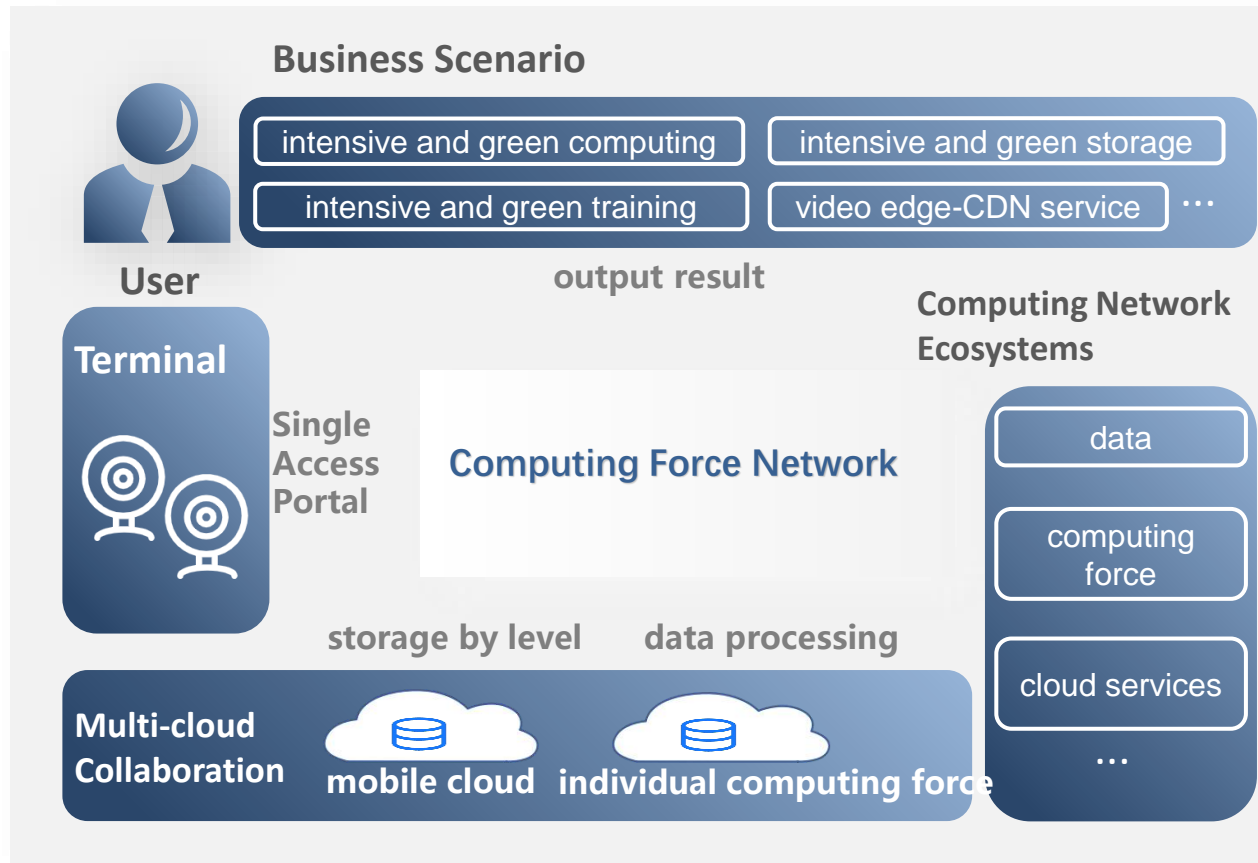 Business Scenario
intensive and green computing
intensive and green storage
intensive and green training
video edge-CDN service
...
User
output result
Computing Network
Ecosystems
Terminal
Single
Access
Portal
Computing Force Network
data
computing
force
cloud services
...
storage by level
data processing
Multi-cloud
Collaboration
mobile cloud
individual computing force